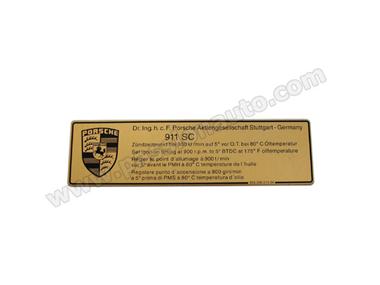 Dr. Ing. h. c. F. Porsche Aktiengesellschaft Stuttgart - Germany
911 SC
PORSCHE
Zündzeitpunkt bei 900 U/min auf 5° vor O.T. bei 80° C Öltemperatur
Set ignition timing at 900 r.p.m. to 5° BTDC at 175° F oiltemperature
Régler le point d'allumage à 900 t/min
sur 5° avant le PMH à 80° C température de l'huile
Regolare punto d'accensione a 900 giri/min
a 5° prima di PMS a 80° C temperatura d'olio